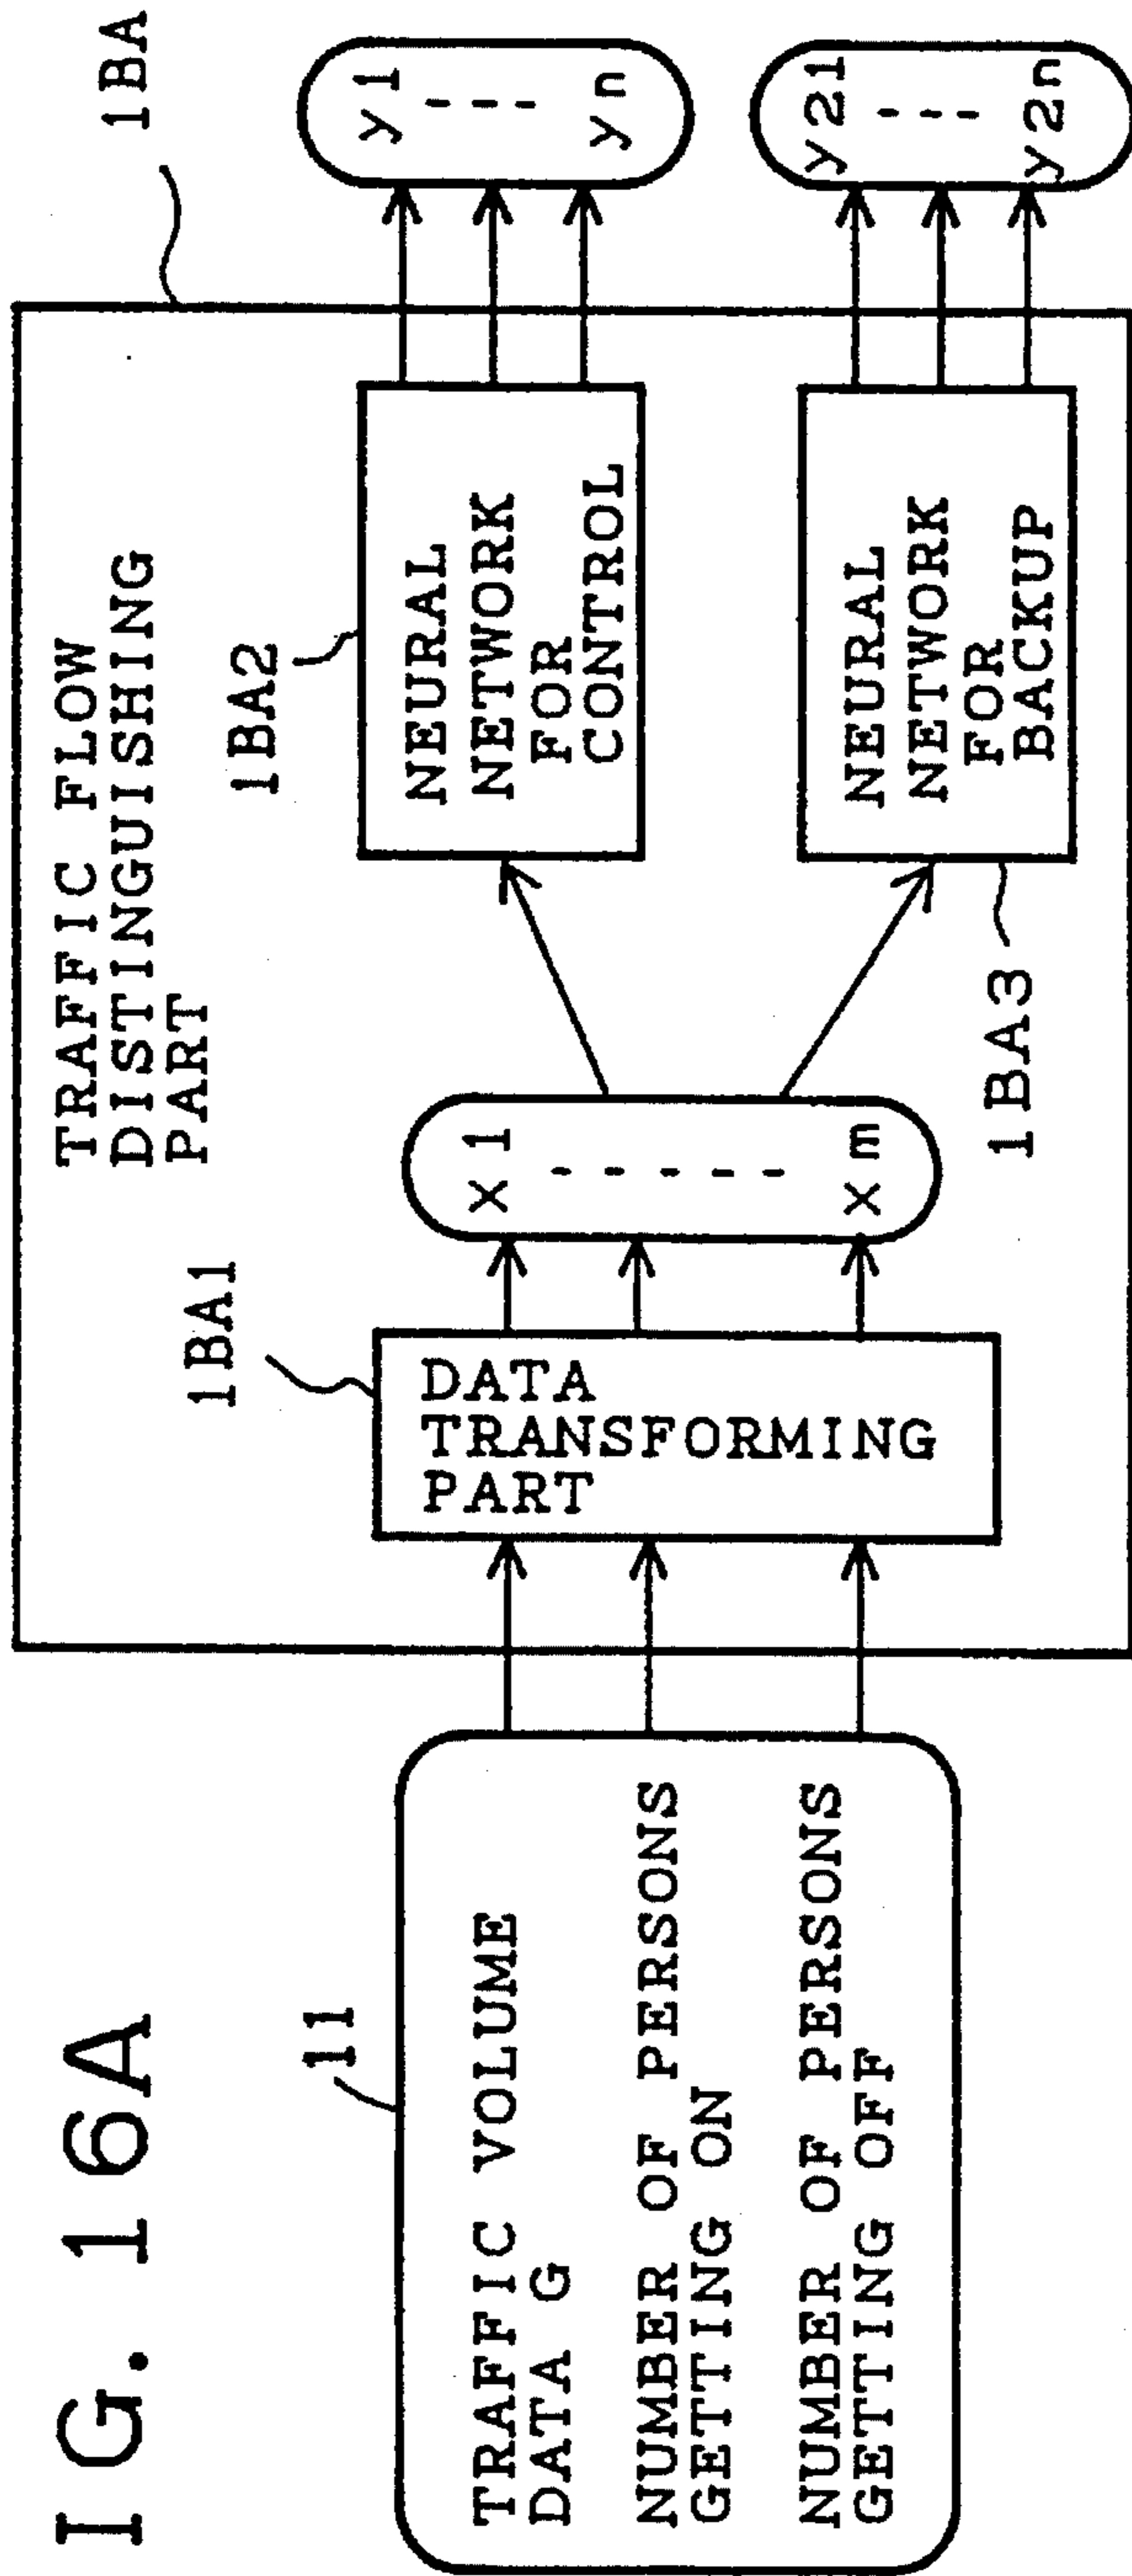 IG. 16A
11
TRAFFIC VOLUME
DATA G
NUMBER OF PERSONS
GETTING ON
NUMBER OF PERSONS
GETTING OFF
1BA
TRAFFIC FLOW
DISTINGUISHING
PART
1BA1
DATA
TRANSFORMING
PART
x1
xm
1BA2
NEURAL
NETWORK
FOR
CONTROL
1BA3
NEURAL
NETWORK
FOR
BACKUP
y1
yn
y21
y2n